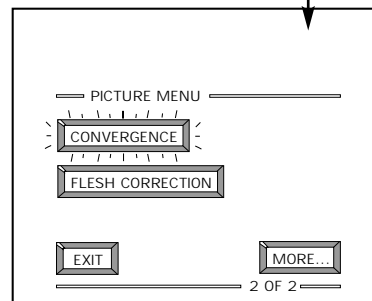 PICTURE MENU
CONVERGENCE
FLESH CORRECTION
EXIT MORE...
2 OF 2